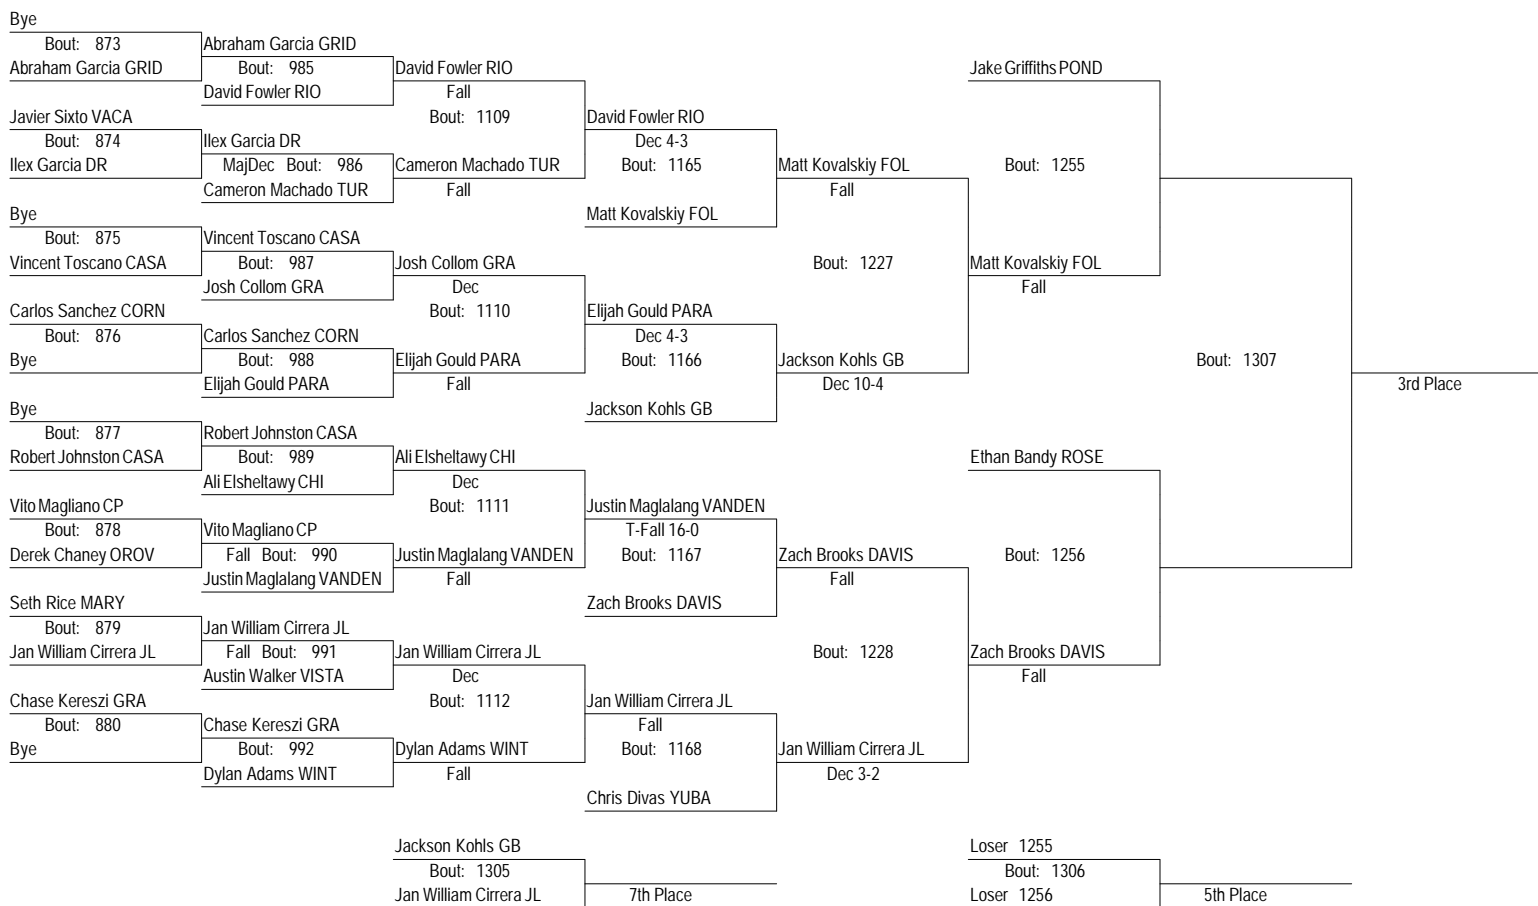 Bye
Bout: 873
Abraham Garcia GRID
Abraham Garcia GRID
Bout: 985
David Fowler RIO
David Fowler RIO
Fall
Bout: 1109
Javier Sixto VACA
Bout: 874
Ilex Garcia DR
Ilex Garcia DR
MajDec Bout: 986
Cameron Machado TUR
Cameron Machado TUR
Fall
David Fowler RIO
Dec 4-3
Bout: 1165
Matt Kovalskiy FOL
Matt Kovalskiy FOL
Fall
Bye
Bout: 875
Vincent Toscano CASA
Vincent Toscano CASA
Bout: 987
Josh Collom GRA
Josh Collom GRA
Dec
Bout: 1110
Carlos Sanchez CORN
Bout: 876
Bye
Carlos Sanchez CORN
Bout: 988
Elijah Gould PARA
Elijah Gould PARA
Fall
Elijah Gould PARA
Dec 4-3
Bout: 1166
Jackson Kohls GB
Jackson Kohls GB
Dec 10-4
Bout: 1227
Jake Griffiths POND
Bout: 1255
Matt Kovalskiy FOL
Fall
Bye
Bout: 877
Robert Johnston CASA
Robert Johnston CASA
Bout: 989
Ali Elsheltawy CHI
Ali Elsheltawy CHI
Dec
Bout: 1111
Vito Magliano CP
Bout: 878
Derek Chaney OROV
Vito Magliano CP
Fall Bout: 990
Justin Maglalang VANDEN
Justin Maglalang VANDEN
Fall
Justin Maglalang VANDEN
T-Fall 16-0
Bout: 1167
Zach Brooks DAVIS
Zach Brooks DAVIS
Fall
Seth Rice MARY
Bout: 879
Jan William Cirrera JL
Jan William Cirrera JL
Fall Bout: 991
Austin Walker VISTA
Jan William Cirrera JL
Dec
Bout: 1112
Chase Kereszi GRA
Bout: 880
Bye
Chase Kereszi GRA
Bout: 992
Dylan Adams WINT
Dylan Adams WINT
Fall
Jan William Cirrera JL
Fall
Bout: 1168
Chris Divas YUBA
Jan William Cirrera JL
Dec 3-2
Bout: 1228
Ethan Bandy ROSE
Bout: 1256
Zach Brooks DAVIS
Fall
Bout: 1307
3rd Place
Jackson Kohls GB
Bout: 1305
Jan William Cirrera JL
7th Place
Loser 1255
Bout: 1306
Loser 1256
5th Place